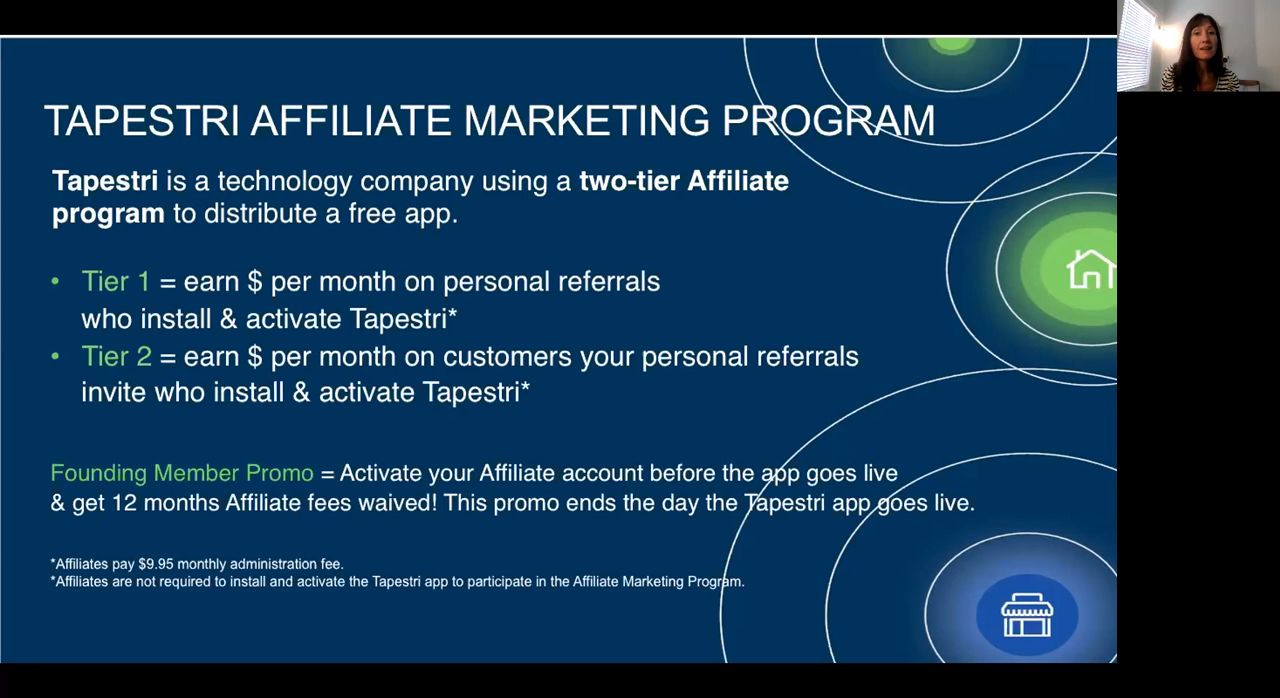 TAPESTRI AFFILIATE MARKETING PROGRAM
Tapestri is a technology company using a two-tier Affiliate
program to distribute a free app.
• Tier 1 = earn $ per month on personal referrals
who install & activate Tapestri*
• Tier 2 = earn $ per month on customers your personal referrals
invite who install & activate Tapestri*
Founding Member Promo = Activate your Affiliate account before the app goes live
& get 12 months Affiliate fees waived! This promo ends the day the Tapestri app goes live.
*Affiliates pay $9.95 monthly administration fee.
*Affiliates are not required to install and activate the Tapestri app to participate in the Affiliate Marketing Program.